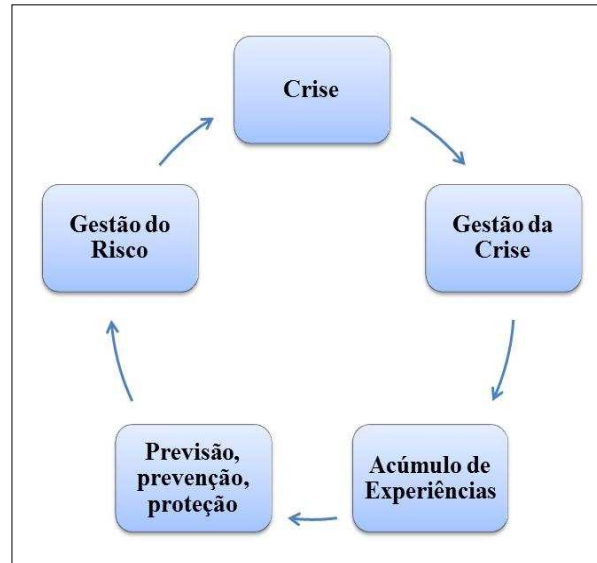 Crise
Gestão da
Crise
Acúmulo de
Experiências
Previsão,
prevenção,
proteção
Gestão do
Risco